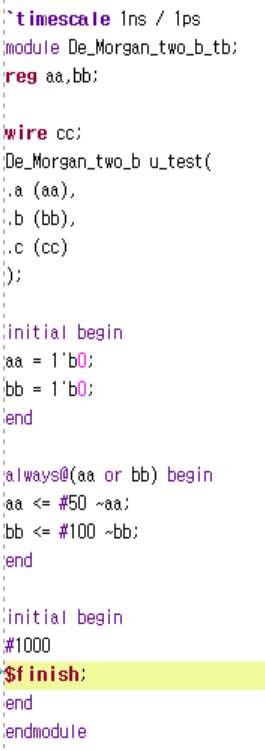 `timescale 1ns / 1ps
module De_Morgan_two_b_tb;
reg aa,bb;
wire cc;
De_Morgan_two_b u_test(
.a (aa),
.b (bb),
.c (cc)
);
initial begin
aa = 1'b0;
bb = 1'b0;
end
always@(aa or bb) begin
aa <= #50 ~aa;
bb <= #100 ~bb;
end
initial begin
#1000
$finish;
end
endmodule